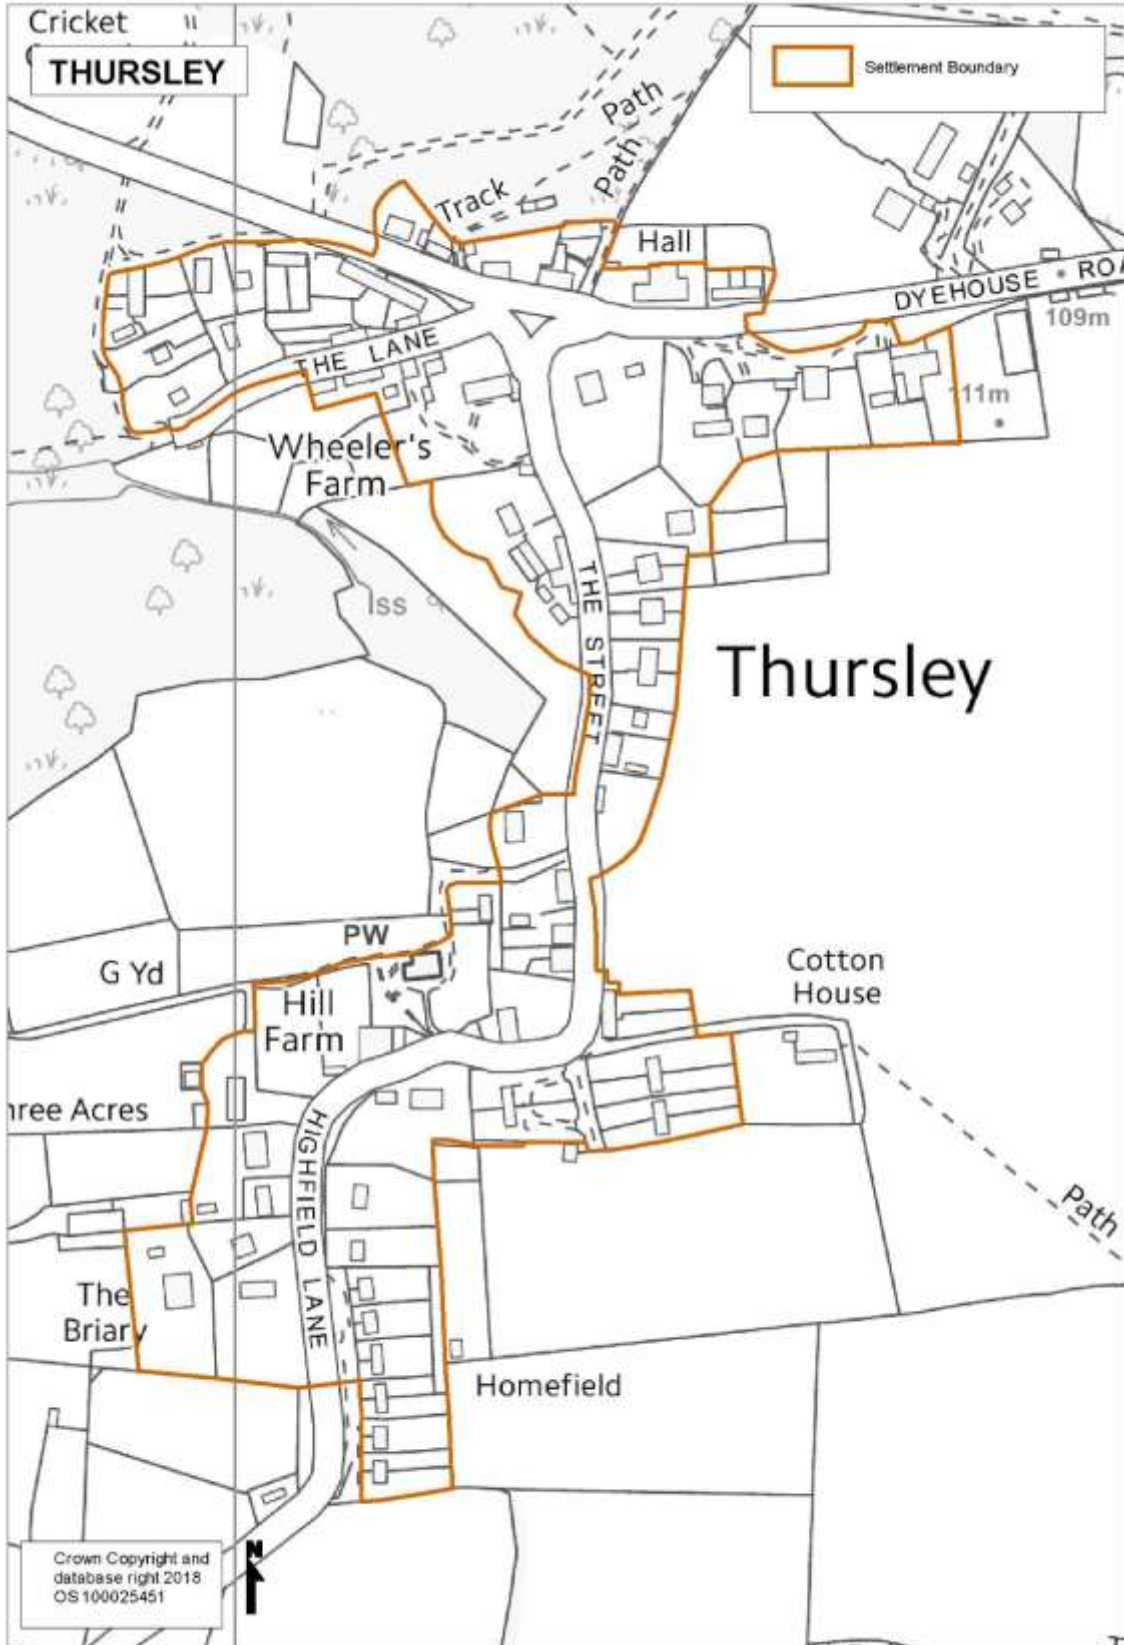 Cricket
THURSLEY
Settlement Boundary
Path
Path
Track
Hall
DYEHOUSE ROA
109m
THE LANE
111m
Wheeler's
Farm
Iss
THE STREET
Thursley
PW
G Yd
Cotton
House
Hill
Farm
hree Acres
HIGHFIELD LANE
Path
The
Briary
Homefield
Crown Copyright and
database right 2018
OS 100025451
N